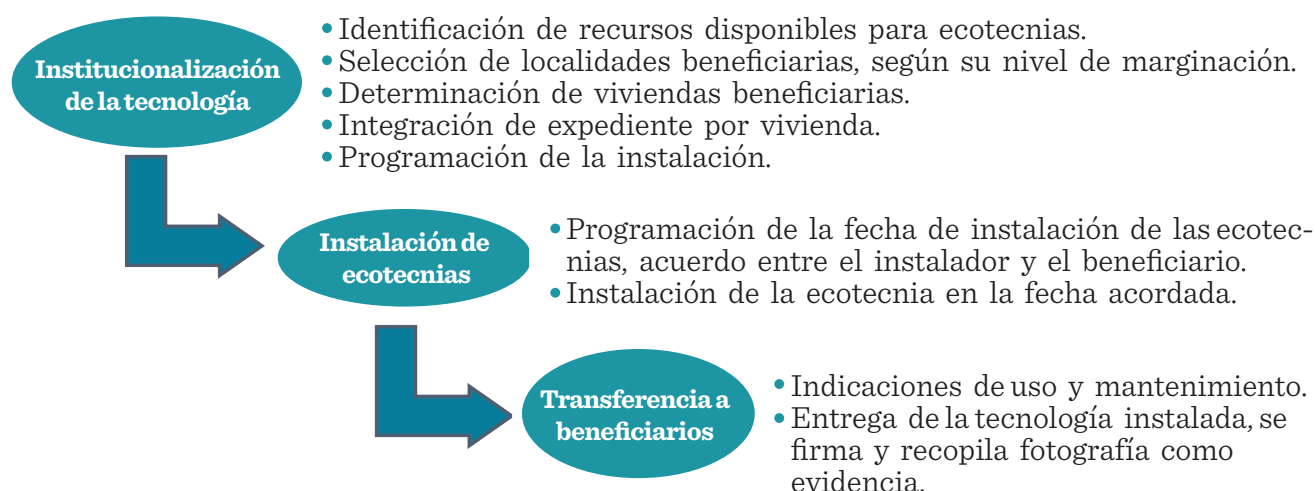 Institucionalización
de la tecnología
• Identificación de recursos disponibles para ecotecnias.
• Selección de localidades beneficiarias, según su nivel de marginación.
• Determinación de viviendas beneficiarias.
• Integración de expediente por vivienda.
• Programación de la instalación.
Instalación de
ecotecnias
• Programación de la fecha de instalación de las ecotec-
nias, acuerdo entre el instalador y el beneficiario.
• Instalación de la ecotecnia en la fecha acordada.
Transferencia a
beneficiarios
• Indicaciones de uso y mantenimiento.
• Entrega de la tecnología instalada, se
firma y recopila fotografía como
evidencia.